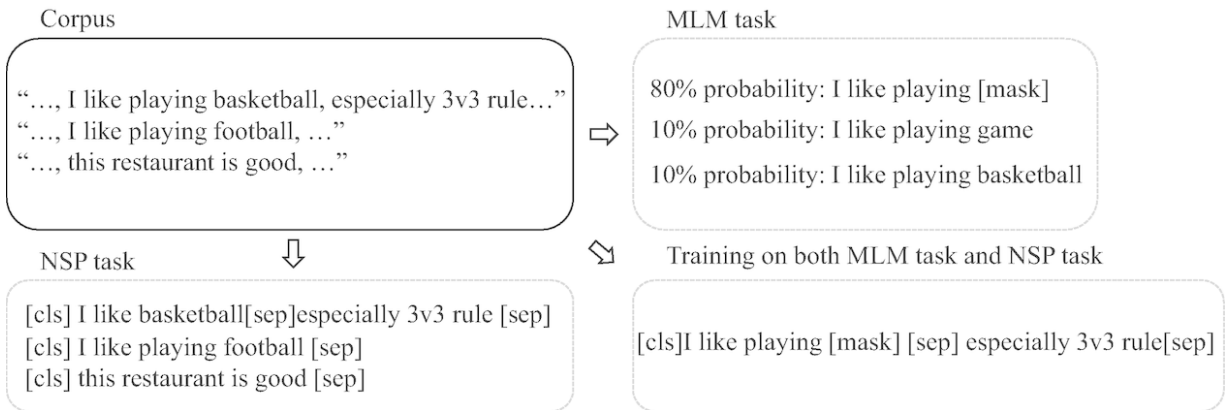 Corpus
“…, I like playing basketball, especially 3v3 rule…”
“…, I like playing football, …”
“…, this restaurant is good, …”
MLM task
80% probability: I like playing [mask]
10% probability: I like playing game
10% probability: I like playing basketball
NSP task
[cls] I like basketball[sep]especially 3v3 rule [sep]
[cls] I like playing football [sep]
[cls] this restaurant is good [sep]
Training on both MLM task and NSP task
[cls]I like playing [mask] [sep] especially 3v3 rule[sep]